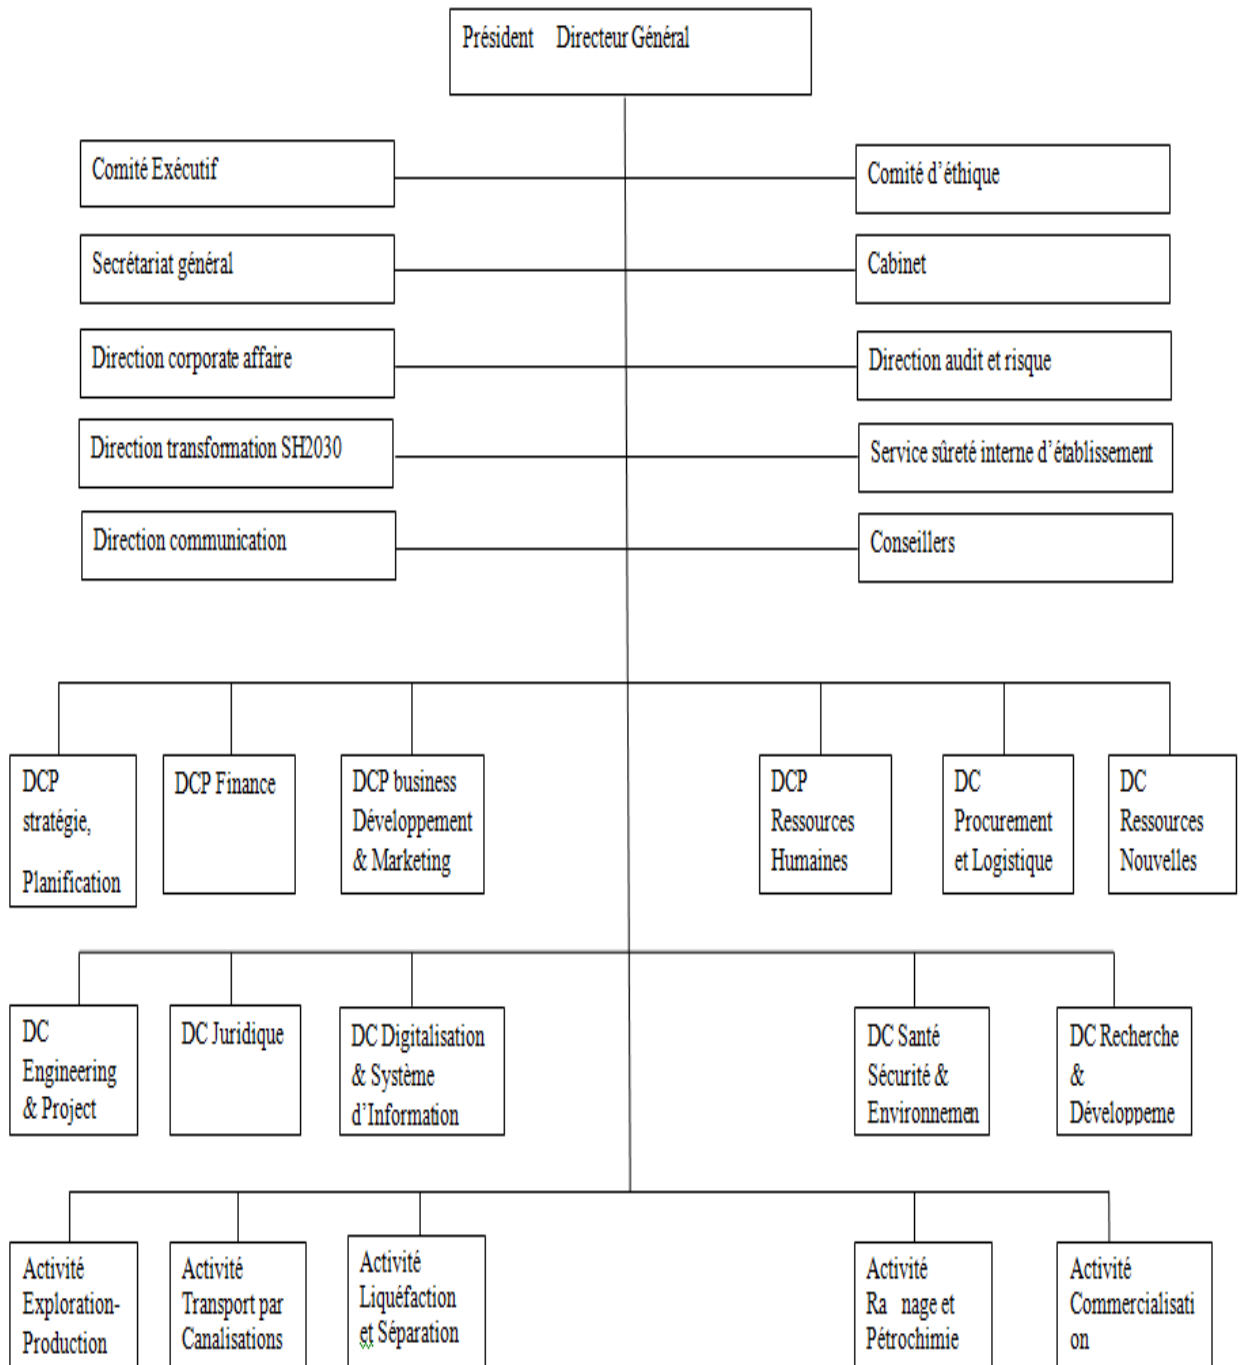 Président Directeur Général
Comité Exécutif
Comité d'éthique
Secrétariat général
Cabinet
Direction corporate affaire
Direction audit et risque
Direction transformation SH2030
Service sûreté interne d'établissement
Direction communication
Conseillers
DCP
stratégie,
Planification
DCP Finance
DCP business
Développement
& Marketing
DCP
Ressources
Humaines
DC
Procurement
et Logistique
DC
Ressources
Nouvelles
DC
Engineering
& Project
DC Juridique
DC Digitalisation
& Système
d'Information
DC Santé
Sécurité &
Environnemen
DC Recherche
&
Développeme
Activité
Exploration-
Production
Activité
Transport par
Canalisations
Activité
Liquéfaction
et Séparation
Activité
Ra nage et
Pétrochimie
Activité
Commercialisati
on